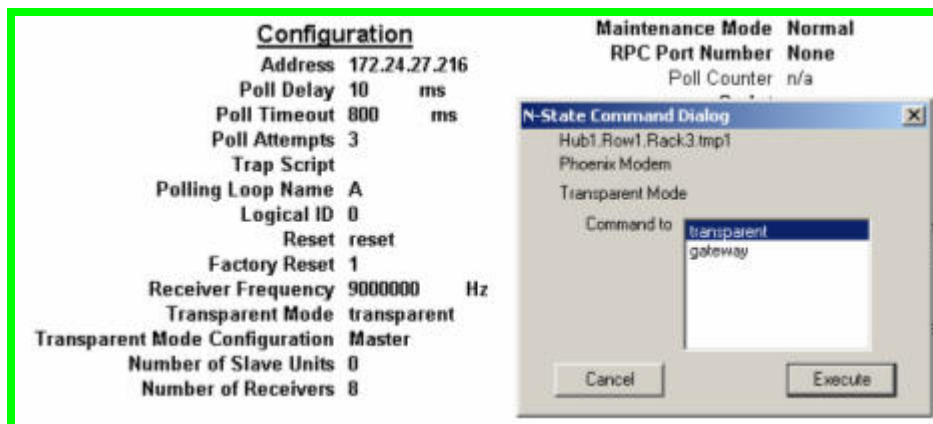 Configuration
Address 172.24.27.216
Poll Delay 10 ms
Poll Timeout 800 ms
Poll Attempts 3
Trap Script
Polling Loop Name A
Logical ID 0
Reset reset
Factory Reset 1
Receiver Frequency 9000000 Hz
Transparent Mode transparent
Transparent Mode Configuration Master
Number of Slave Units 0
Number of Receivers 8
Maintenance Mode Normal
RPC Port Number None
Poll Counter n/a
N-State Command Dialog
Hub1.Row1.Rack3.tmp1
Phoenix Modem
Transparent Mode
Command to
transparent
gateway
Cancel
Execute